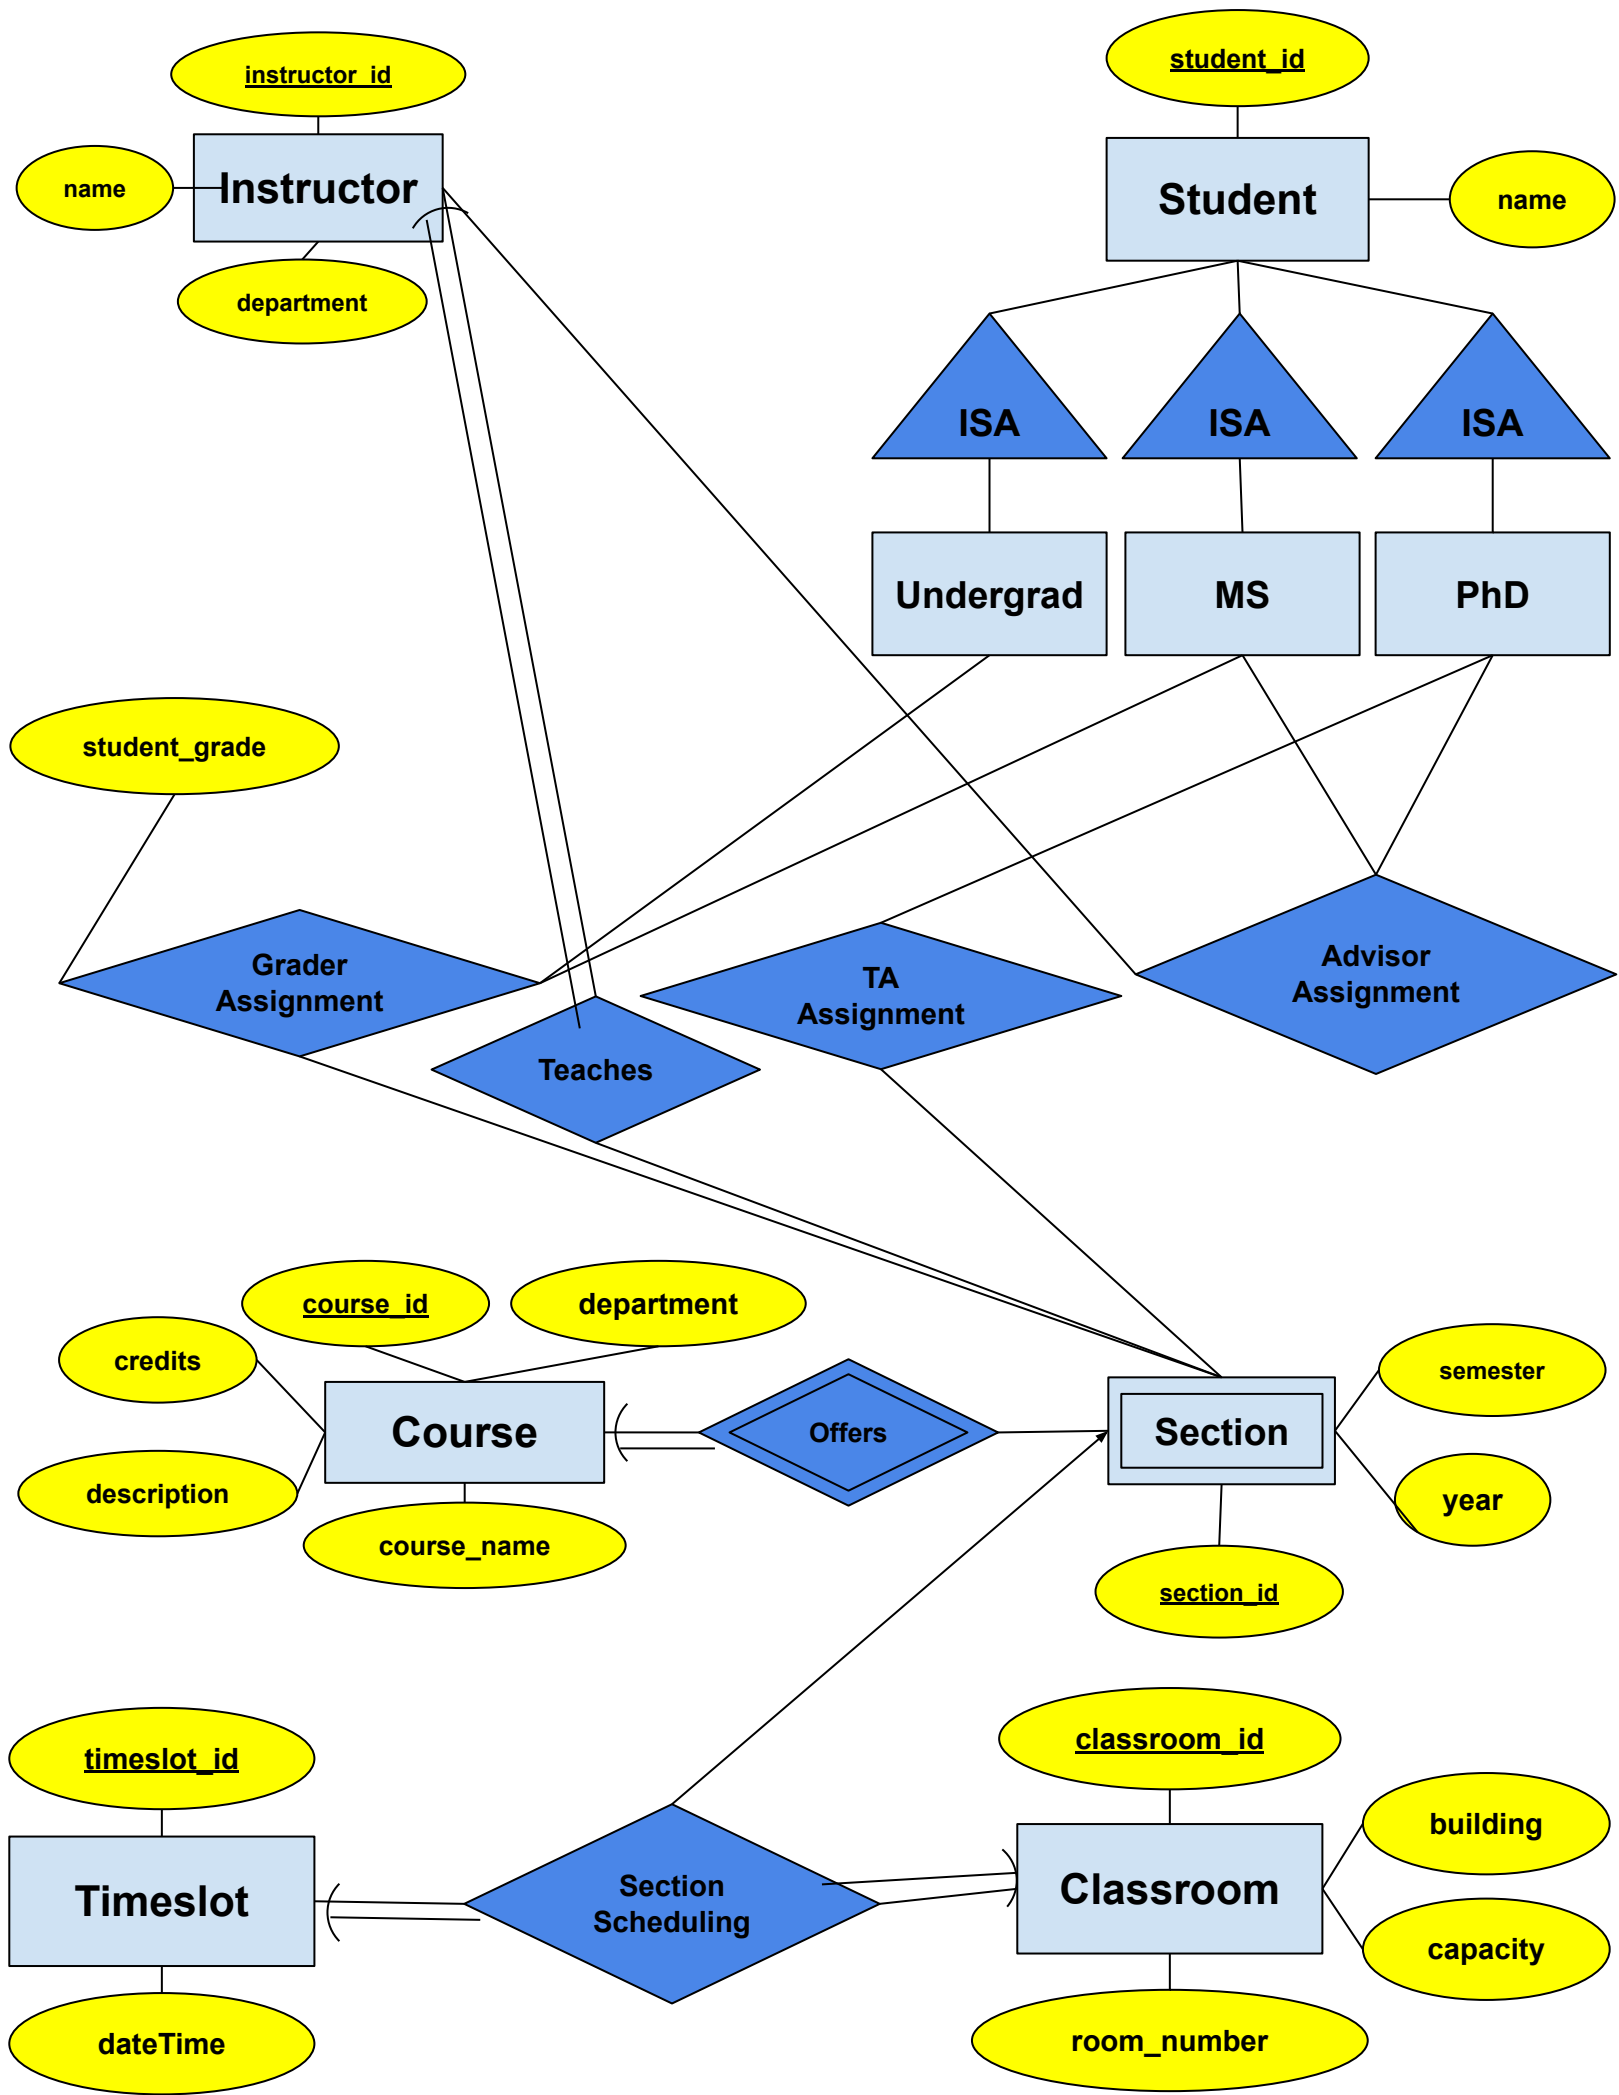 instructor_id
student_id
name
Instructor
Student
name
department
ISA
ISA
ISA
Undergrad
MS
PhD
student_grade
Grader
Assignment
TA
Assignment
Advisor
Assignment
Teaches
course_id
department
credits
semester
Course
Offers
Section
description
year
course_name
section_id
timeslot_id
classroom_id
building
Timeslot
Section
Scheduling
Classroom
capacity
dateTime
room_number